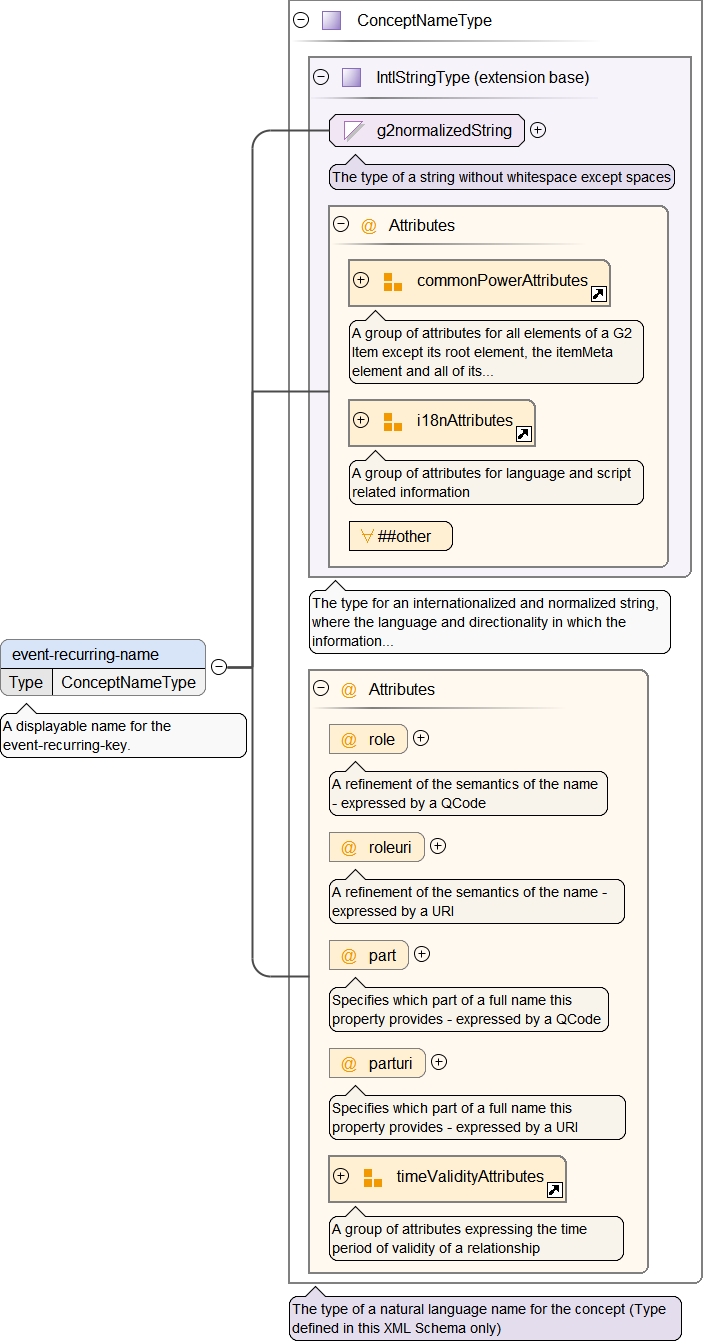 ConceptNameType
IntlStringType (extension base)
g2normalizedString
The type of a string without whitespace except spaces
@ Attributes
commonPowerAttributes
A group of attributes for all elements of a G2
Item except its root element, the itemMeta
element and all of its...
i18nAttributes
A group of attributes for language and script
related information
##other
The type for an internationalized and normalized string,
where the language and directionality in which the
information...
event-recurring-name
Type ConceptNameType
A displayable name for the
event-recurring-key.
@ Attributes
@ role
A refinement of the semantics of the name
- expressed by a QCode
@ roleuri
A refinement of the semantics of the name -
expressed by a URI
@ part
Specifies which part of a full name this
property provides - expressed by a QCode
@ parturi
Specifies which part of a full name this
property provides - expressed by a URI
timeValidityAttributes
A group of attributes expressing the time
period of validity of a relationship
The type of a natural language name for the concept (Type
defined in this XML Schema only)